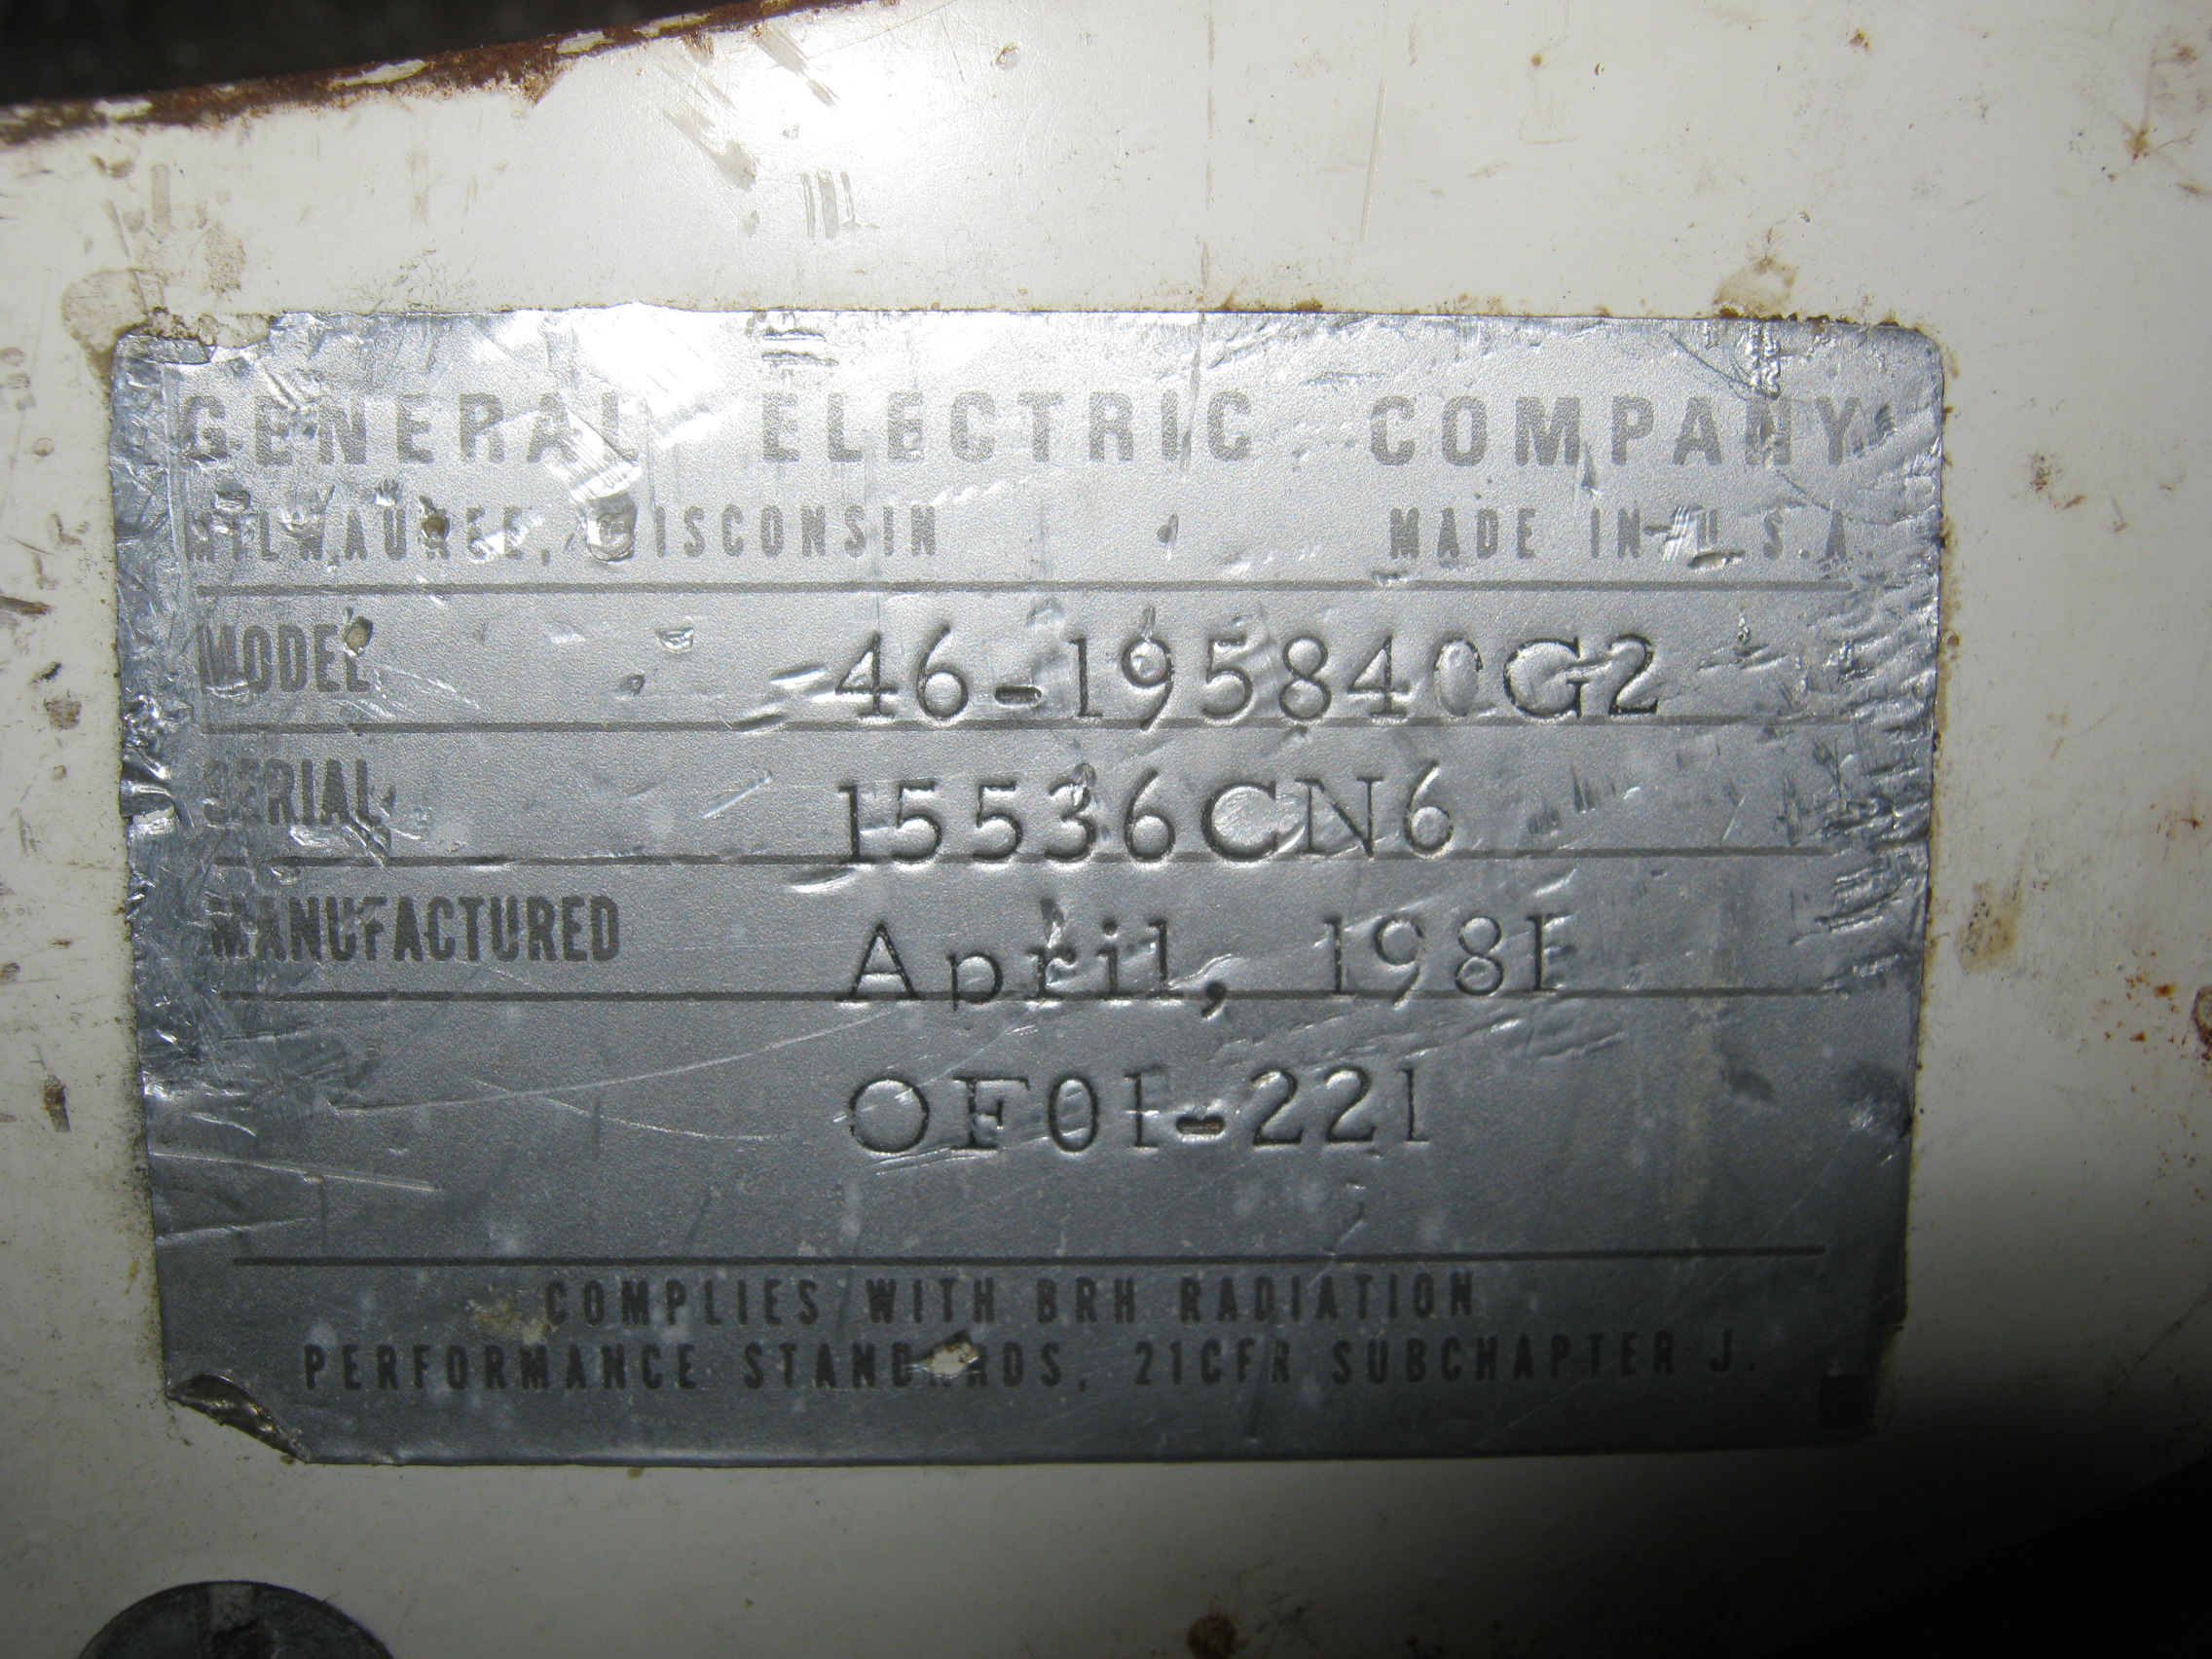 GENERAL ELECTRIC COMPANY
MILWAUKEE, WISCONSIN MADE IN U.S.A.
MODEL 46-195840G2
SERIAL 15536CN6
MANUFACTURED April, 1981
OF01-221
COMPLIES WITH BRH RADIATION
PERFORMANCE STANDARDS, 21CFR SUBCHAPTER J.